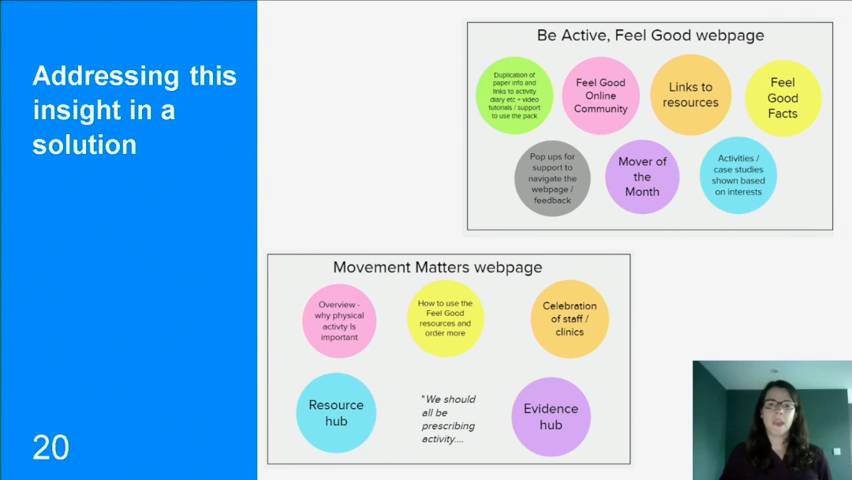 Addressing this
insight in a
solution
20
Be Active, Feel Good webpage
Duplication of
paper info and
links to activity
diary etc + video
tutorials / support
to use the pack
Feel Good
Online
Community
Links to
resources
Feel
Good
Facts
Pop ups for
support to
navigate the
webpage /
feedback
Mover of
the
Month
Activities /
case studies
shown based
on interests
Movement Matters webpage
Overview -
why physical
activty Is
important
How to use the
Feel Good
resources and
order more
Celebration
of staff /
clinics
Resource
hub
"We should
all be
prescribing
activity....
Evidence
hub